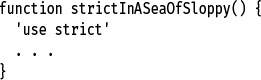 function strictInASeaOfSloppy() {
  'use strict'
  . . .
}